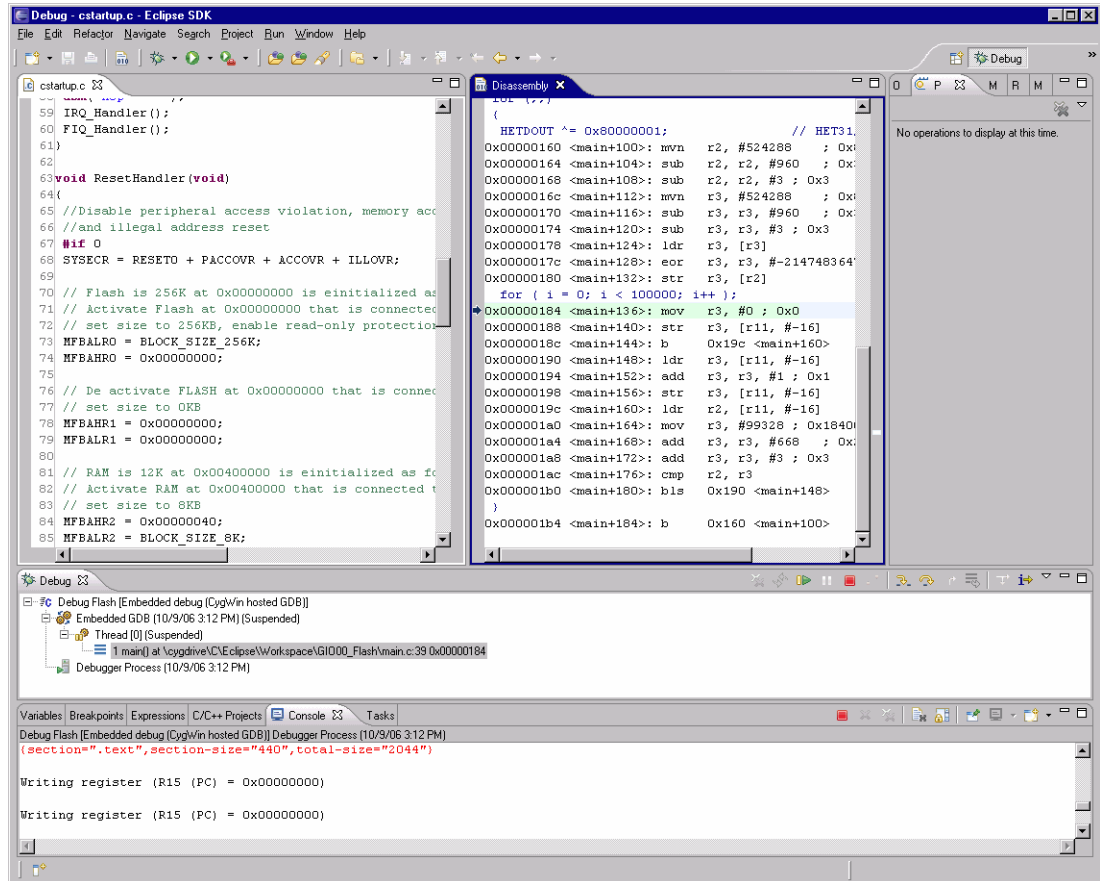 Debug - cstartup.c - Eclipse SDK
File Edit Refactor Navigate Search Project Run Window Help
Debug
»
cstartup.c
59 IRQ_Handler();
60 FIQ_Handler();
61 }
62
63 void ResetHandler(void)
64 {
65 //Disable peripheral access violation, memory acc
66 //and illegal address reset
67 #if 0
68 SYSECR = RESET0 + PACCOVR + ACCOVR + ILLOVR;
69
70 // Flash is 256K at 0x00000000 is einitialized as
71 // Activate Flash at 0x00000000 that is connected
72 // set size to 256KB, enable read-only protection
73 MFBALR0 = BLOCK_SIZE_256K;
74 MFBAHR0 = 0x00000000;
75
76 // De activate FLASH at 0x00000000 that is connec
77 // set size to 0KB
78 MFBAHR1 = 0x00000000;
79 MFBALR1 = 0x00000000;
80
81 // RAM is 12K at 0x00400000 is einitialized as fo
82 // Activate RAM at 0x00400000 that is connected t
83 // set size to 8KB
84 MFBAHR2 = 0x00000040;
85 MFBALR2 = BLOCK_SIZE_8K;
Disassembly
for (;;)
{
HETDOUT ^= 0x80000001; // HET31,
0x00000160 <main+100>: mvn r2, #524288 ; 0x8
0x00000164 <main+104>: sub r2, r2, #960 ; 0x
0x00000168 <main+108>: sub r2, r2, #3 ; 0x3
0x0000016c <main+112>: mvn r3, #524288 ; 0x8
0x00000170 <main+116>: sub r3, r3, #960 ; 0x
0x00000174 <main+120>: sub r3, r3, #3 ; 0x3
0x00000178 <main+124>: ldr r3, [r3]
0x0000017c <main+128>: eor r3, r3, #-214748364
0x00000180 <main+132>: str r3, [r2]
for ( i = 0; i < 100000; i++ );
0x00000184 <main+136>: mov r3, #0 ; 0x0
0x00000188 <main+140>: str r3, [r11, #-16]
0x0000018c <main+144>: b 0x19c <main+160>
0x00000190 <main+148>: ldr r3, [r11, #-16]
0x00000194 <main+152>: add r3, r3, #1 ; 0x1
0x00000198 <main+156>: str r3, [r11, #-16]
0x0000019c <main+160>: ldr r2, [r11, #-16]
0x000001a0 <main+164>: mov r3, #99328 ; 0x1840
0x000001a4 <main+168>: add r3, r3, #668 ; 0x
0x000001a8 <main+172>: add r3, r3, #3 ; 0x3
0x000001ac <main+176>: cmp r2, r3
0x000001b0 <main+180>: bls 0x190 <main+148>
}
0x000001b4 <main+184>: b 0x160 <main+100>
O P M R M
No operations to display at this time.
Debug
Debug Flash [Embedded debug (CygWin hosted GDB)]
Embedded GDB (10/9/06 3:12 PM) (Suspended)
Thread [0] (Suspended)
1 main() at \cygdrive\C\Eclipse\Workspace\GIO00_Flash\main.c:39 0x00000184
Debugger Process (10/9/06 3:12 PM)
Variables Breakpoints Expressions C/C++ Projects Console Tasks
Debug Flash [Embedded debug (CygWin hosted GDB)] Debugger Process (10/9/06 3:12 PM)
(section=".text",section-size="440",total-size="2044")
Writing register (R15 (PC) = 0x00000000)
Writing register (R15 (PC) = 0x00000000)